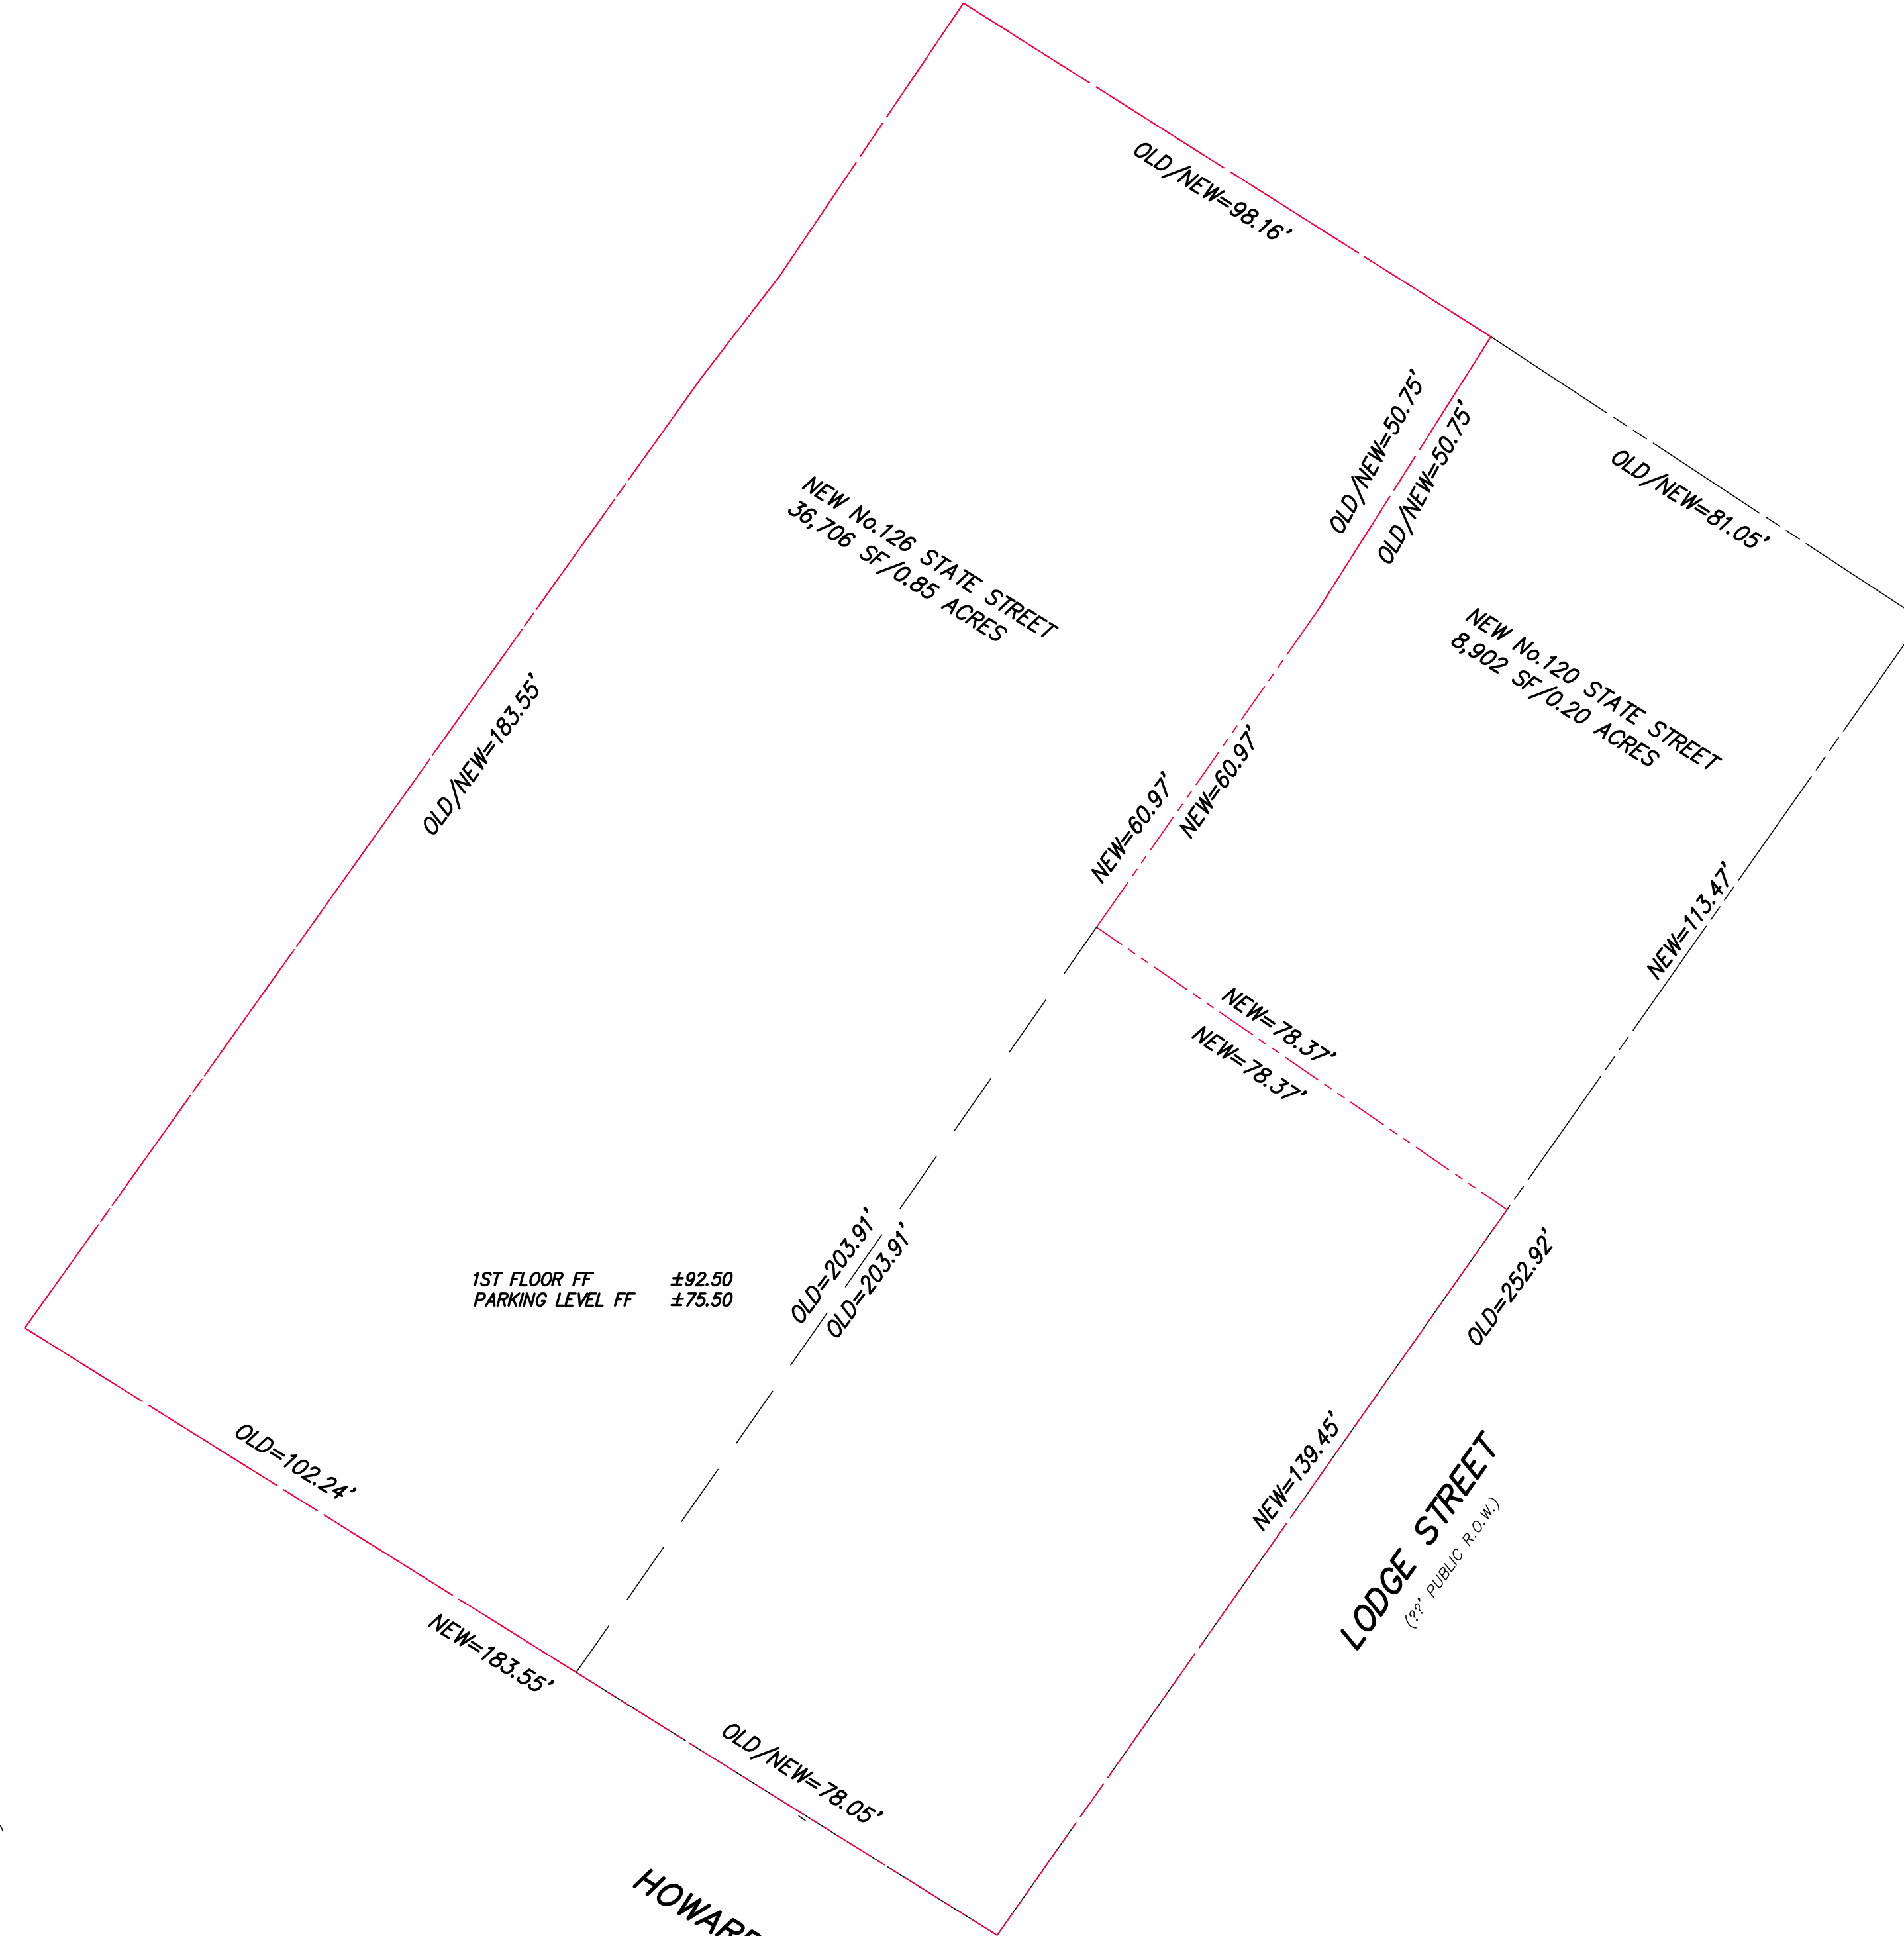 OLD/NEW=98.16'
OLD/NEW=50.75'
OLD/NEW=50.75'
OLD/NEW=81.05'
NEW No.126 STATE STREET
36,706 SF/0.85 ACRES
NEW No.120 STATE STREET
8,902 SF/0.20 ACRES
OLD/NEW=183.55'
NEW=60.97'
NEW=60.97'
NEW=113.47'
NEW=78.37'
NEW=78.37'
OLD=203.91'
OLD=203.91'
OLD=252.92'
1ST FLOOR FF ±92.50
PARKING LEVEL FF ±75.50
OLD=102.24'
NEW=139.45'
LODGE STREET
(??' PUBLIC R.O.W.)
NEW=183.55'
OLD/NEW=78.05'